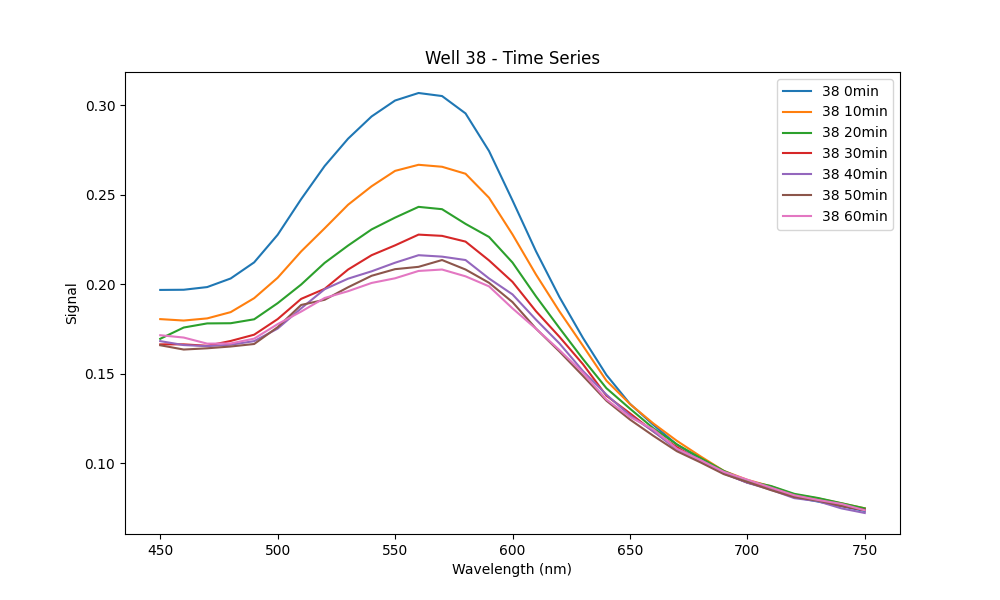 Well 38 - Time Series
38 0min
38 10min
38 20min
38 30min
38 40min
38 50min
38 60min
Signal
0.30
0.25
0.20
0.15
0.10
450 500 550 600 650 700 750
Wavelength (nm)